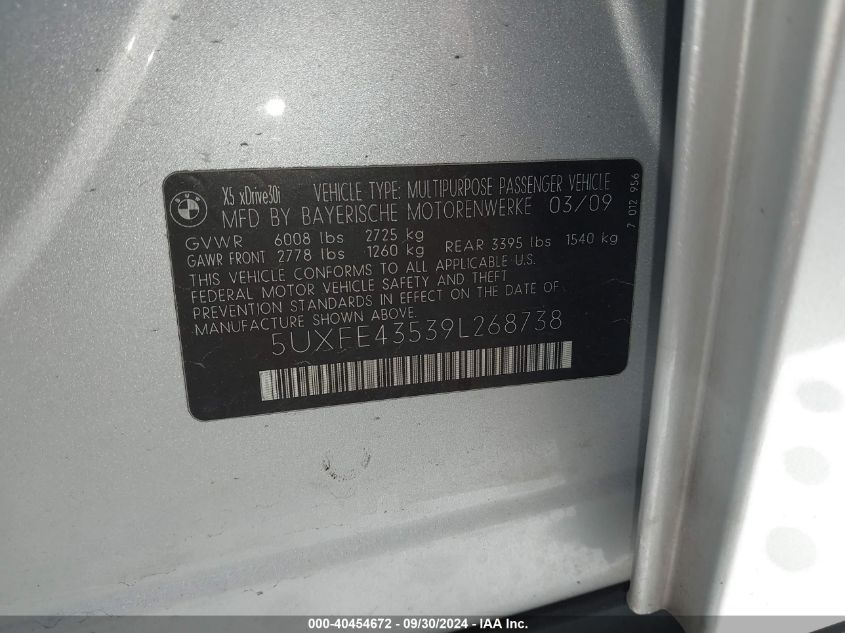 BMW
X5 xDrive30i VEHICLE TYPE: MULTIPURPOSE PASSENGER VEHICLE
MFD BY BAYERISCHE MOTORENWERKE 03/09
GVWR 6008 lbs 2725 kg
GAWR FRONT 2778 lbs 1260 kg REAR 3395 lbs 1540 kg
THIS VEHICLE CONFORMS TO ALL APPLICABLE U.S.
FEDERAL MOTOR VEHICLE SAFETY AND THEFT
PREVENTION STANDARDS IN EFFECT ON THE DATE OF
MANUFACTURE SHOWN ABOVE.
5UXFE43539L268738
7 012 956
000-40454672 - 09/30/2024 - IAA Inc.